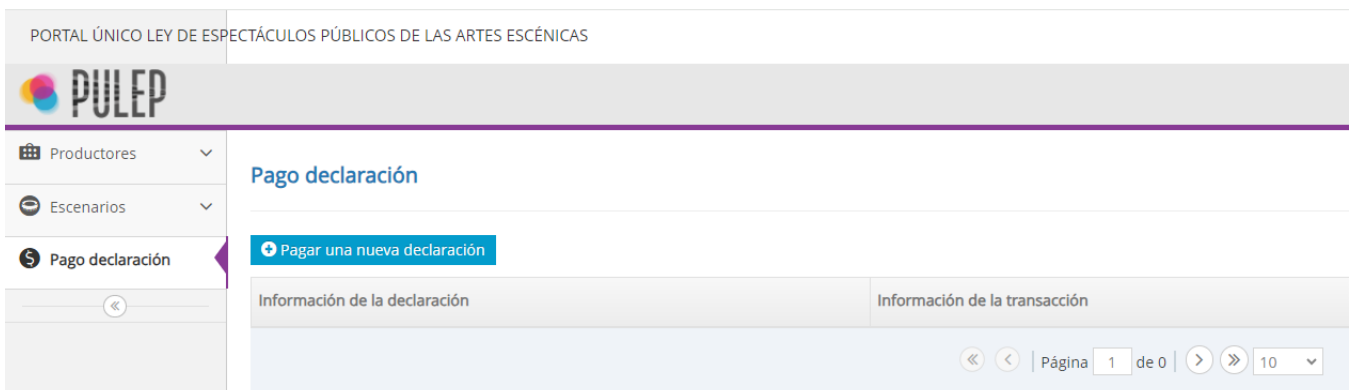 PORTAL ÚNICO LEY DE ESPECTÁCULOS PÚBLICOS DE LAS ARTES ESCÉNICAS
PULEP
Productores
Escenarios
Pago declaración
Pago declaración
Pagar una nueva declaración
Información de la declaración Información de la transacción
Página 1 de 0 10